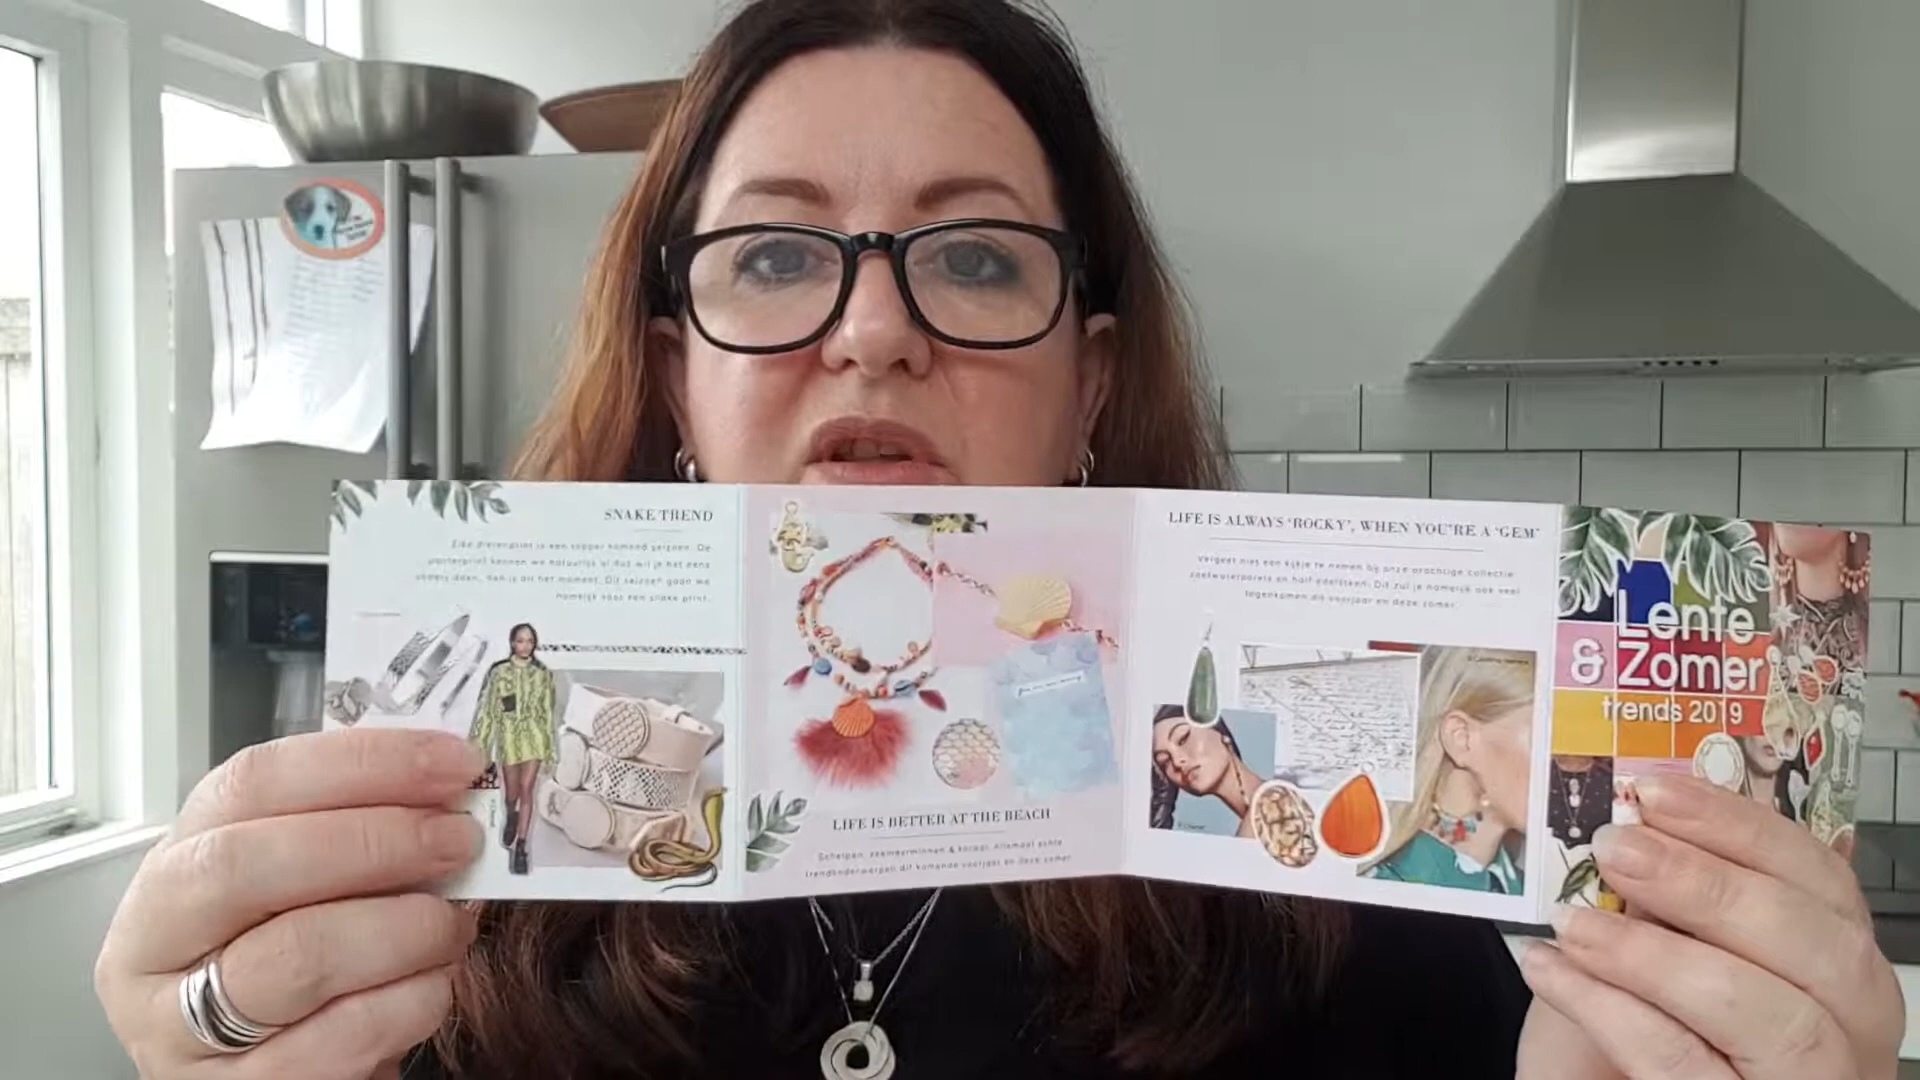 SNAKE TREND
Elke dierenprint is een topper komend seizoen. De
panterprint kennen we natuurlijk al dus wil je het eens
anders doen, dan is dit het moment. Dit seizoen gaan we
namelijk voor een snake print.
LIFE IS BETTER AT THE BEACH
Schelpen, zeemeerminnen & koraal. Allemaal echte
trendonderwerpen dit komende voorjaar en deze zomer.
LIFE IS ALWAYS ‘ROCKY’, WHEN YOU’RE A ‘GEM’
Vergeet niet een kijkje te nemen bij onze prachtige collectie
zoetwaterparels en half edelsteen. Dit zul je namelijk ook veel
tegenkomen dit voorjaar en deze zomer.
Lente
& Zomer
trends 2019